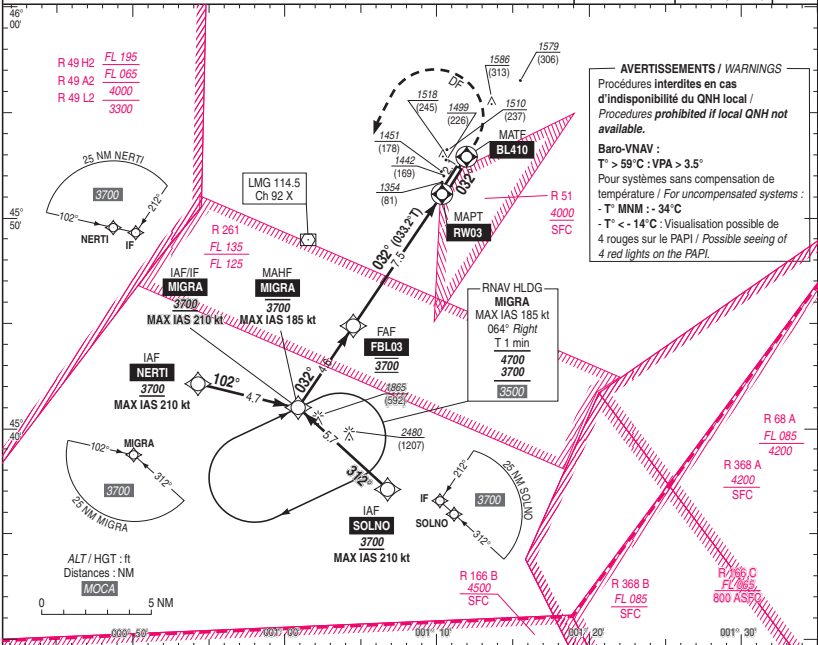 46°
00'
R 49 H2 FL 195
R 49 A2 FL 065
R 49 L2 4000
3300
25 NM NERTI
3700
102°
212°
NERTI
IF
LMG 114.5
Ch 92 X
1586
(313)
1579
(306)
DF
1518
(245)
1499
(226)
1510
(237)
1451
(178)
1442
(169)
1354
(81)
MATF
BL410
032°
MAPT
RW03
R 51
4000
SFC
AVERTISSEMENTS / WARNINGS
Procédures interdites en cas
d'indisponibilité du QNH local /
Procedures prohibited if local QNH not
available.
Baro-VNAV :
T° > 59°C : VPA > 3.5°
Pour systèmes sans compensation de
température / For uncompensated systems :
- T° MNM : - 34°C
- T° < - 14°C : Visualisation possible de
4 rouges sur le PAPI / Possible seeing of
4 red lights on the PAPI.
45°
50'
R 261
FL 135
FL 125
032° (033.2°T)
7.5
IAF/IF
MIGRA
3700
MAX IAS 210 kt
MAHF
MIGRA
3700
MAX IAS 185 kt
RNAV HLDG
MIGRA
MAX IAS 185 kt
064° Right
T 1 min
4700
3700
3500
FAF
FBL03
3700
IAF
NERTI
3700
MAX IAS 210 kt
102°
4.7
032°
1865
(592)
2480
(1207)
5.7
312°
45°
40'
102°
MIGRA
312°
3700
25 NM MIGRA
IAF
SOLNO
3700
MAX IAS 210 kt
212°
IF
SOLNO
3700
312°
25 NM SOLNO
R 68 A
FL 085
4200
R 368 A
4200
SFC
ALT / HGT : ft
Distances : NM
MOCA
0 5 NM
R 166 B
4500
SFC
R 368 B
FL 085
SFC
R 166 C
FL 065
800 ASFC
000° 50'
001° 00'
001° 10'
001° 20'
001° 30'